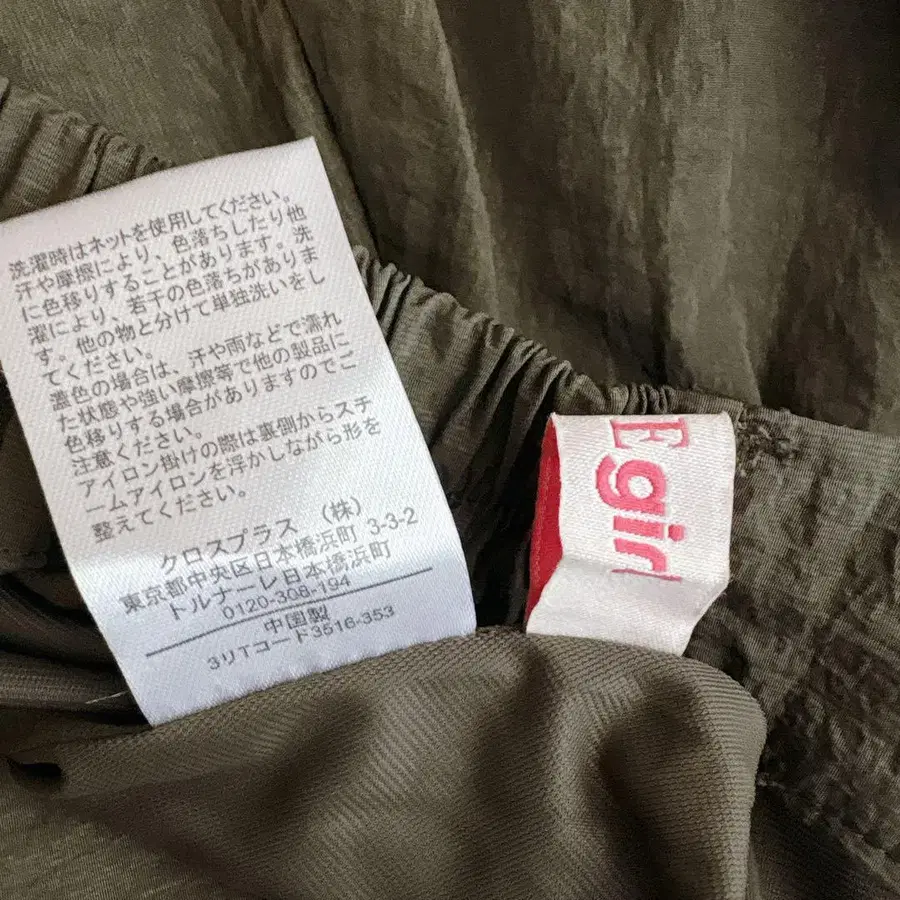 洗濯時はネットを使用してください。
汗や摩擦により、色落ちしたり他
に色移りすることがあります。洗
濯により、若干の色落ちがありま
す。他の物と分けて単独洗いをし
てください。
濃色の場合は、汗や雨などで濡れ
た状態や強い摩擦等で他の製品に
色移りする場合がありますのでご
注意ください。
アイロン掛けの際は裏側からスチ
ームアイロンを浮かしながら形を
整えてください。
クロスプラス (株)
東京都中央区日本橋浜町 3-3-2
トルナーレ日本橋浜町
0120-308-194
中国製
3リTコード3516-353
Egirl